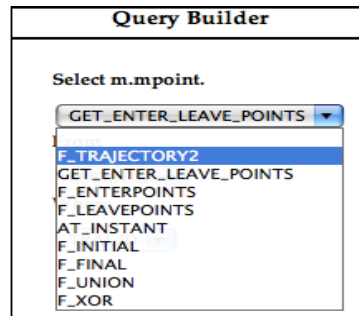 Query Builder
Select m.mpoint.
GET_ENTER_LEAVE_POINTS
F_TRAJECTORY2
GET_ENTER_LEAVE_POINTS
F_ENTERPOINTS
F_LEAVEPOINTS
AT_INSTANT
F_INITIAL
F_FINAL
F_UNION
F_XOR